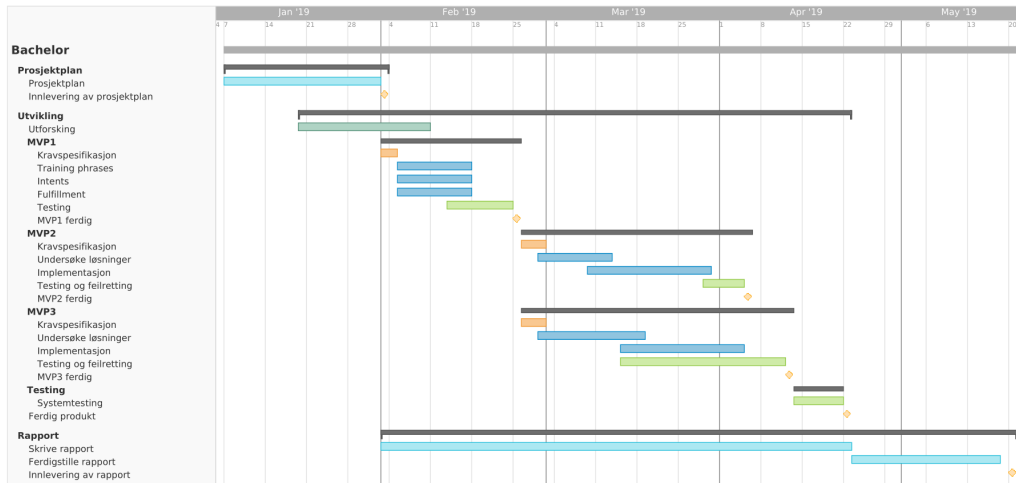 Jan '19 Feb '19 Mar '19 Apr '19 May '19
4 7 14 21 28 4 11 18 25 4 11 18 25 1 8 15 22 29 6 13 20
Bachelor
Prosjektplan
Prosjektplan
Innlevering av prosjektplan
Utvikling
Utforsking
MVP1
Kravspesifikasjon
Training phrases
Intents
Fulfillment
Testing
MVP1 ferdig
MVP2
Kravspesifikasjon
Undersøke løsninger
Implementasjon
Testing og feilretting
MVP2 ferdig
MVP3
Kravspesifikasjon
Undersøke løsninger
Implementasjon
Testing og feilretting
MVP3 ferdig
Testing
Systemtesting
Ferdig produkt
Rapport
Skrive rapport
Ferdigstille rapport
Innlevering av rapport